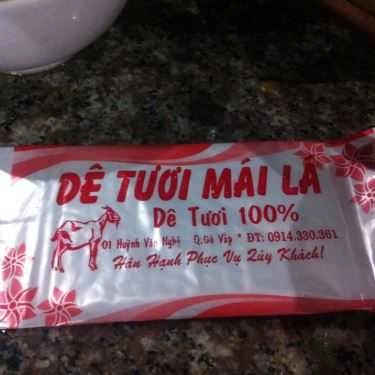 DÊ TƯƠI MÁI LÁ
Dê Tươi 100%
01 Huỳnh Văn Nghệ Q.Gò Vấp * ĐT: 0914.330.361
Hân Hạnh Phục Vụ Qúy Khách!